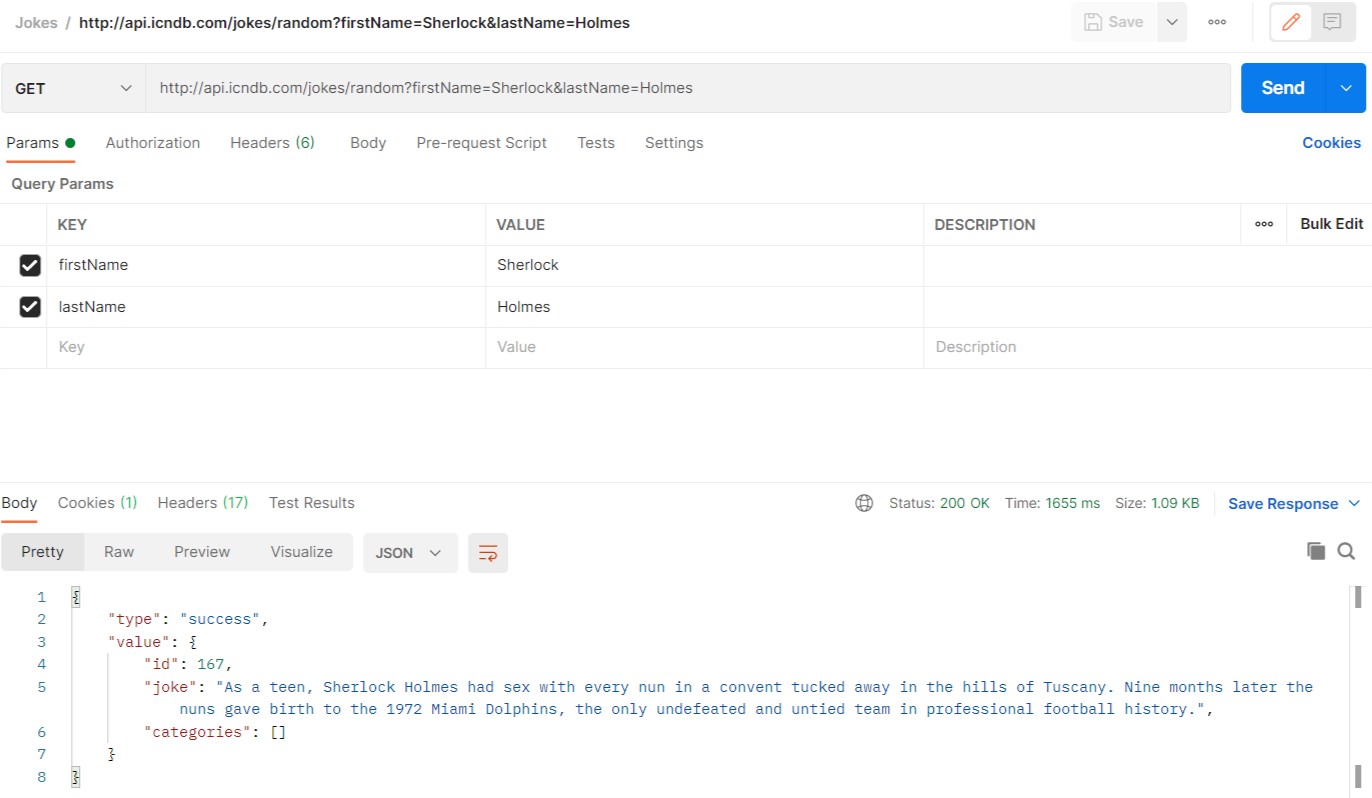 Jokes / http://api.icndb.com/jokes/random?firstName=Sherlock&lastName=Holmes
Save
GET http://api.icndb.com/jokes/random?firstName=Sherlock&lastName=Holmes Send
Params Authorization Headers (6) Body Pre-request Script Tests Settings Cookies
Query Params
KEY VALUE DESCRIPTION Bulk Edit
firstName Sherlock
lastName Holmes
Key Value Description
Body Cookies (1) Headers (17) Test Results Status: 200 OK Time: 1655 ms Size: 1.09 KB Save Response
Pretty Raw Preview Visualize JSON
1 {
2 "type": "success",
3 "value": {
4 "id": 167,
5 "joke": "As a teen, Sherlock Holmes had sex with every nun in a convent tucked away in the hills of Tuscany. Nine months later the
nuns gave birth to the 1972 Miami Dolphins, the only undefeated and untied team in professional football history.",
6 "categories": []
7 }
8 }